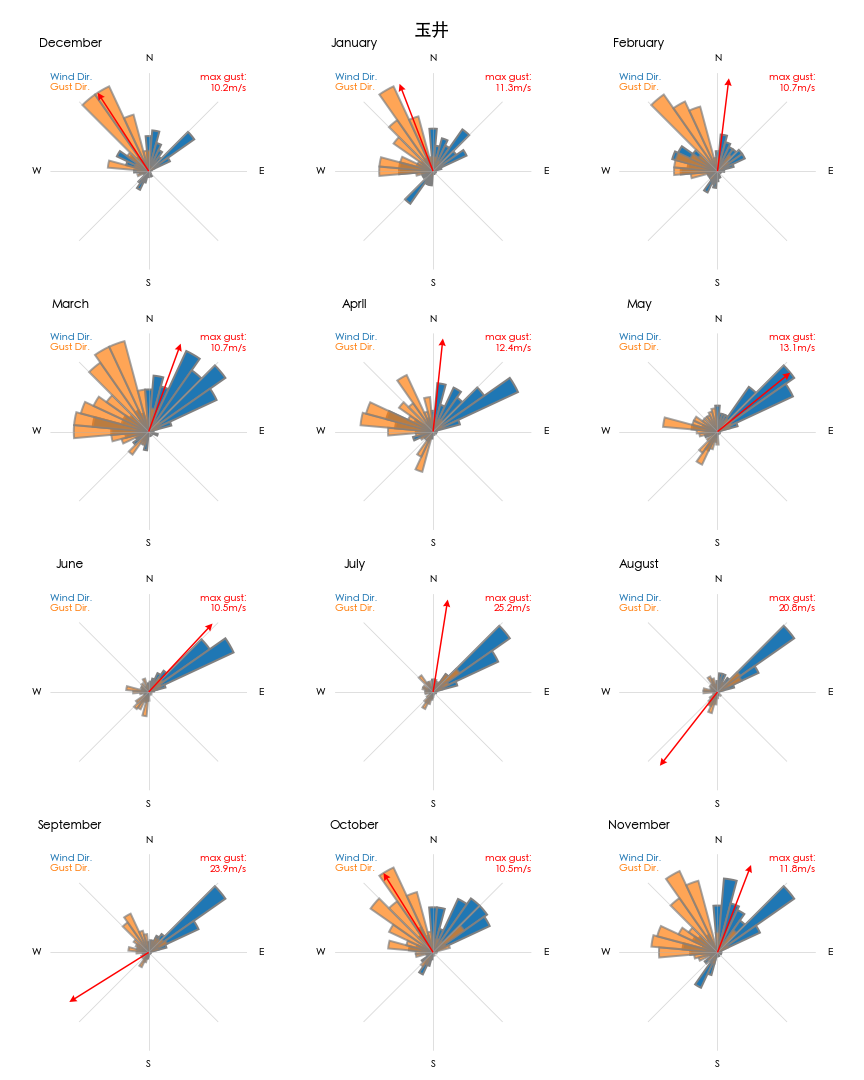 玉井
December
N
Wind Dir.
Gust Dir.
max gust:
10.2m/s
W
E
S
January
N
Wind Dir.
Gust Dir.
max gust:
11.3m/s
W
E
S
February
N
Wind Dir.
Gust Dir.
max gust:
10.7m/s
W
E
S
March
N
Wind Dir.
Gust Dir.
max gust:
10.7m/s
W
E
S
April
N
Wind Dir.
Gust Dir.
max gust:
12.4m/s
W
E
S
May
N
Wind Dir.
Gust Dir.
max gust:
13.1m/s
W
E
S
June
N
Wind Dir.
Gust Dir.
max gust:
10.5m/s
W
E
S
July
N
Wind Dir.
Gust Dir.
max gust:
25.2m/s
W
E
S
August
N
Wind Dir.
Gust Dir.
max gust:
20.8m/s
W
E
S
September
N
Wind Dir.
Gust Dir.
max gust:
23.9m/s
W
E
S
October
N
Wind Dir.
Gust Dir.
max gust:
10.5m/s
W
E
S
November
N
Wind Dir.
Gust Dir.
max gust:
11.8m/s
W
E
S